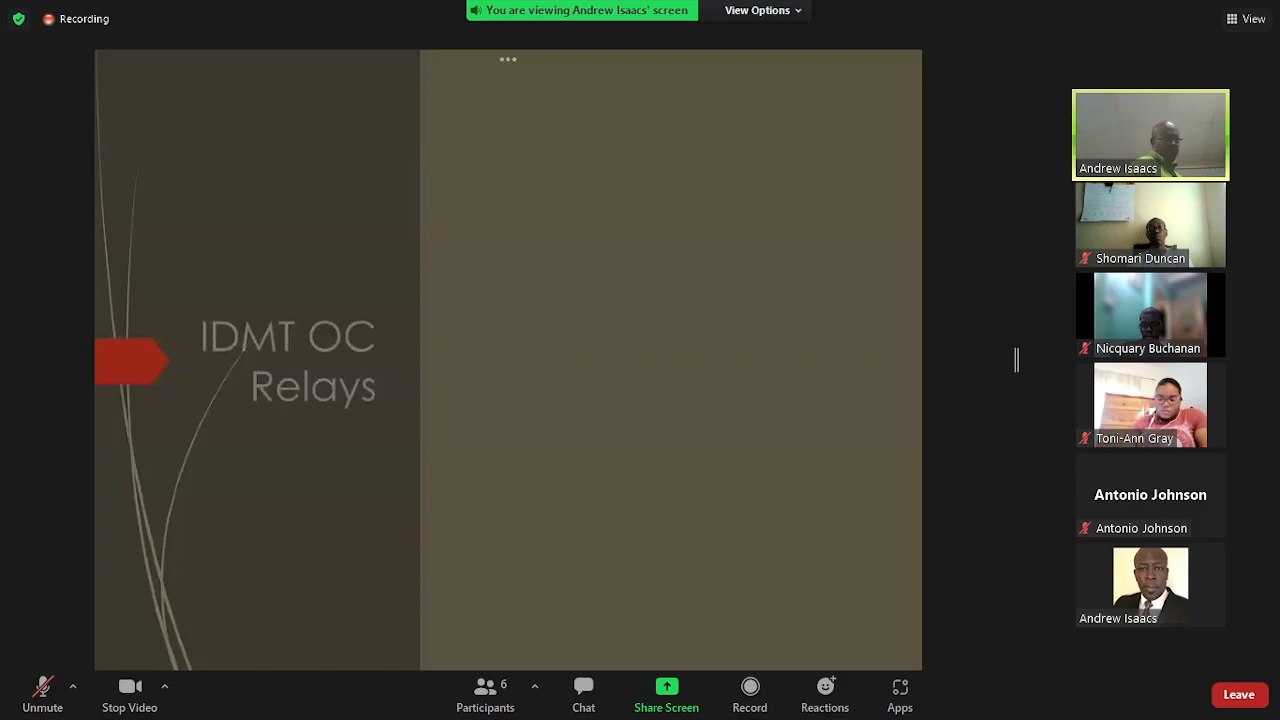 Recording
You are viewing Andrew Isaacs' screen
View Options
View
IDMT OC
Relays
Andrew Isaacs
Shomari Duncan
Nicquary Buchanan
Toni-Ann Gray
Antonio Johnson
Antonio Johnson
Andrew Isaacs
Unmute
Stop Video
6
Participants
Chat
Share Screen
Record
Reactions
Apps
Leave